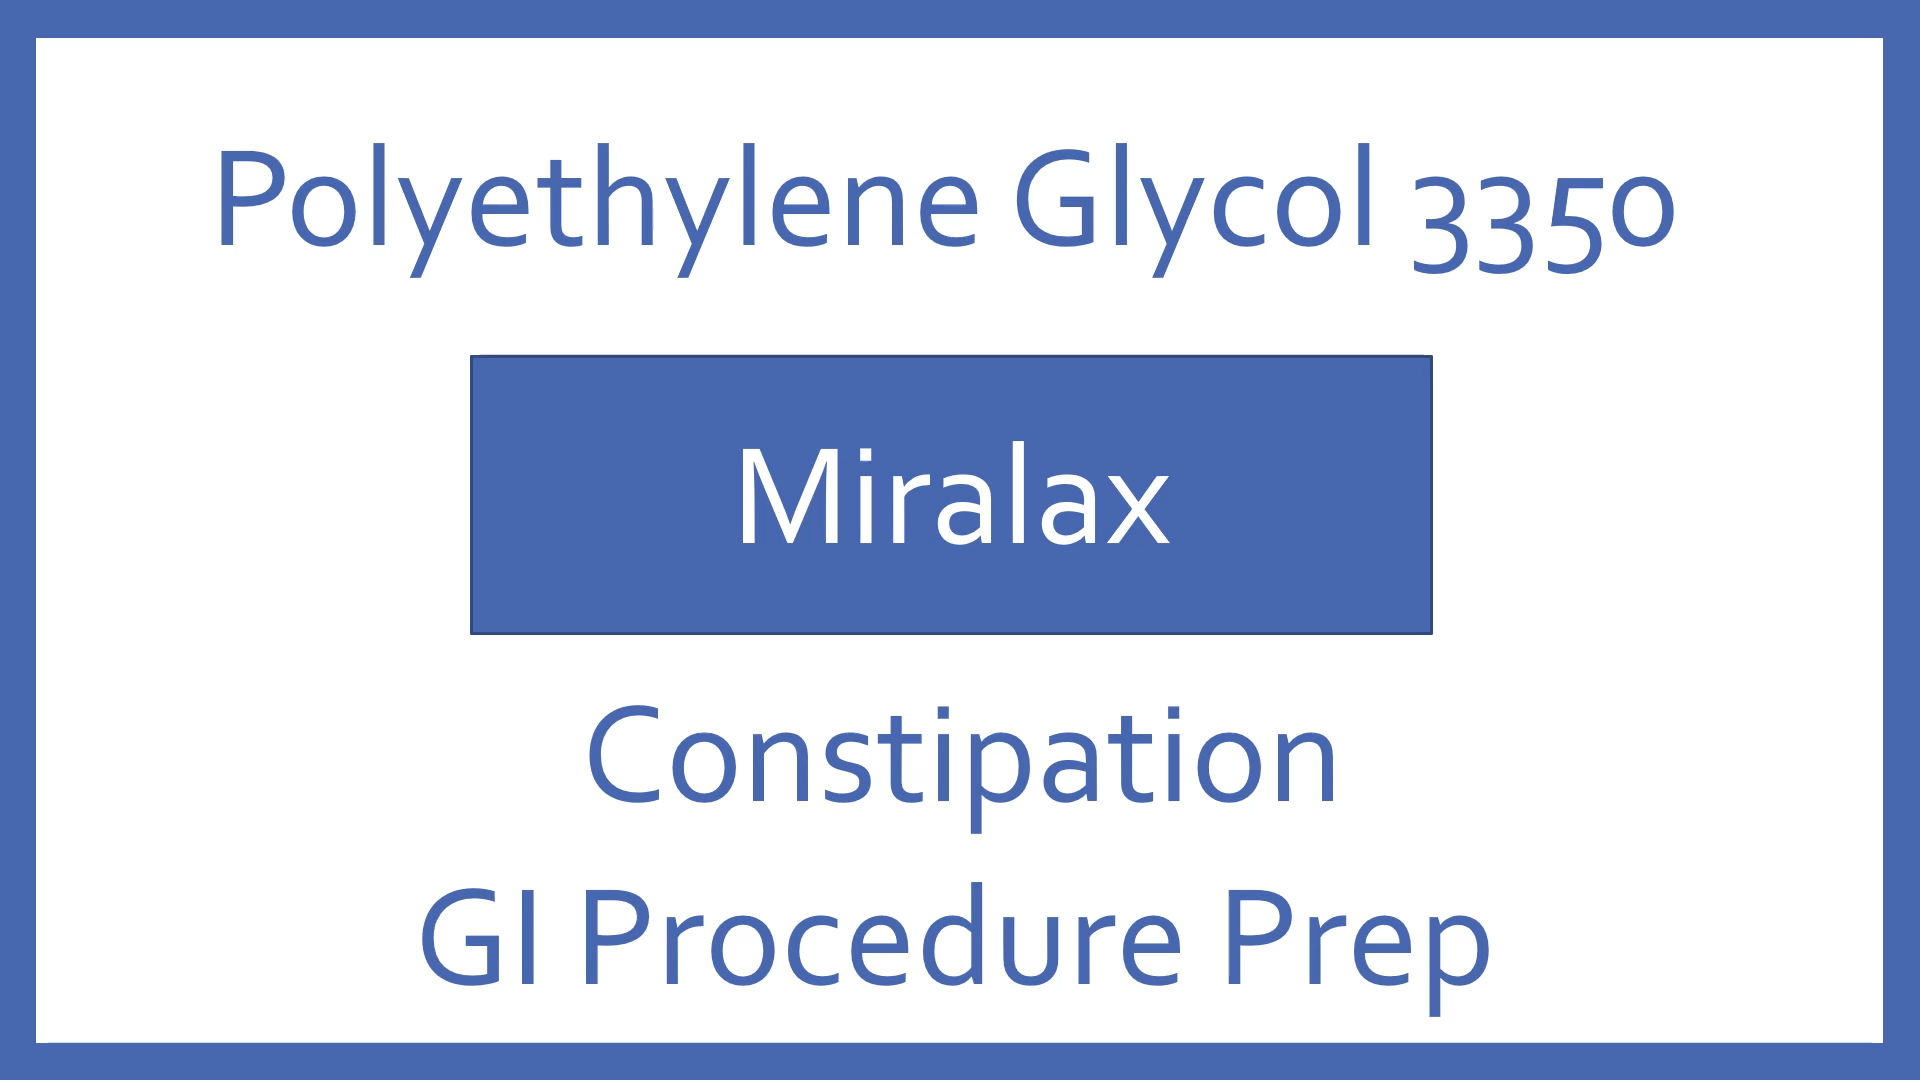 Polyethylene Glycol 3350
Miralax
Constipation
GI Procedure Prep